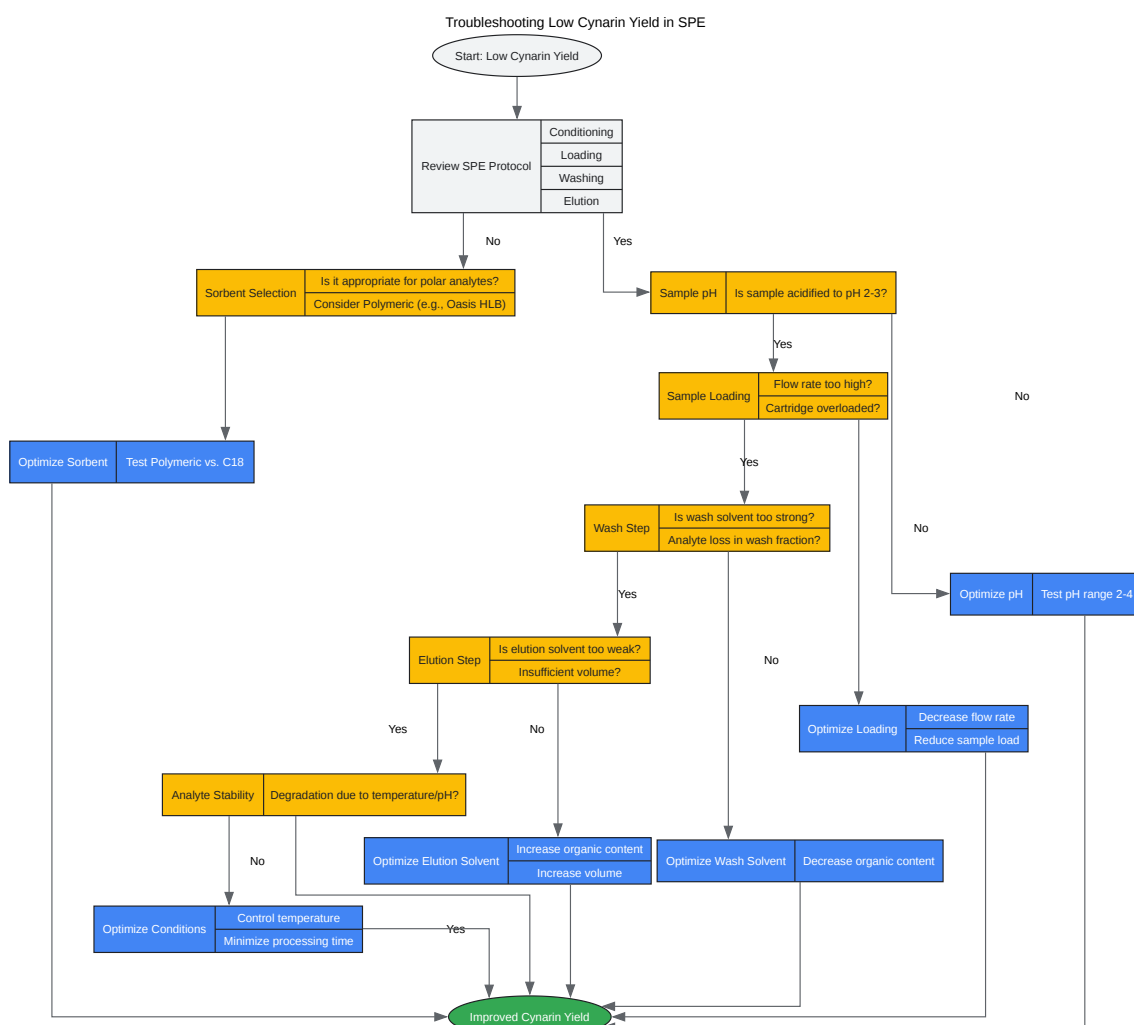 Troubleshooting Low Cynarin Yield in SPE
Start: Low Cynarin Yield
Review SPE Protocol
Conditioning
Loading
Washing
Elution
No
Yes
Sorbent Selection
Is it appropriate for polar analytes?
Consider Polymeric (e.g., Oasis HLB)
Sample pH
Is sample acidified to pH 2-3?
Yes
No
Sample Loading
Flow rate too high?
Cartridge overloaded?
Optimize Sorbent
Test Polymeric vs. C18
Yes
No
Wash Step
Is wash solvent too strong?
Analyte loss in wash fraction?
Optimize pH
Test pH range 2-4
Yes
No
Elution Step
Is elution solvent too weak?
Insufficient volume?
Optimize Loading
Decrease flow rate
Reduce sample load
Yes
No
Analyte Stability
Degradation due to temperature/pH?
Optimize Elution Solvent
Increase organic content
Increase volume
Optimize Wash Solvent
Decrease organic content
No
Optimize Conditions
Control temperature
Minimize processing time
Yes
Improved Cynarin Yield